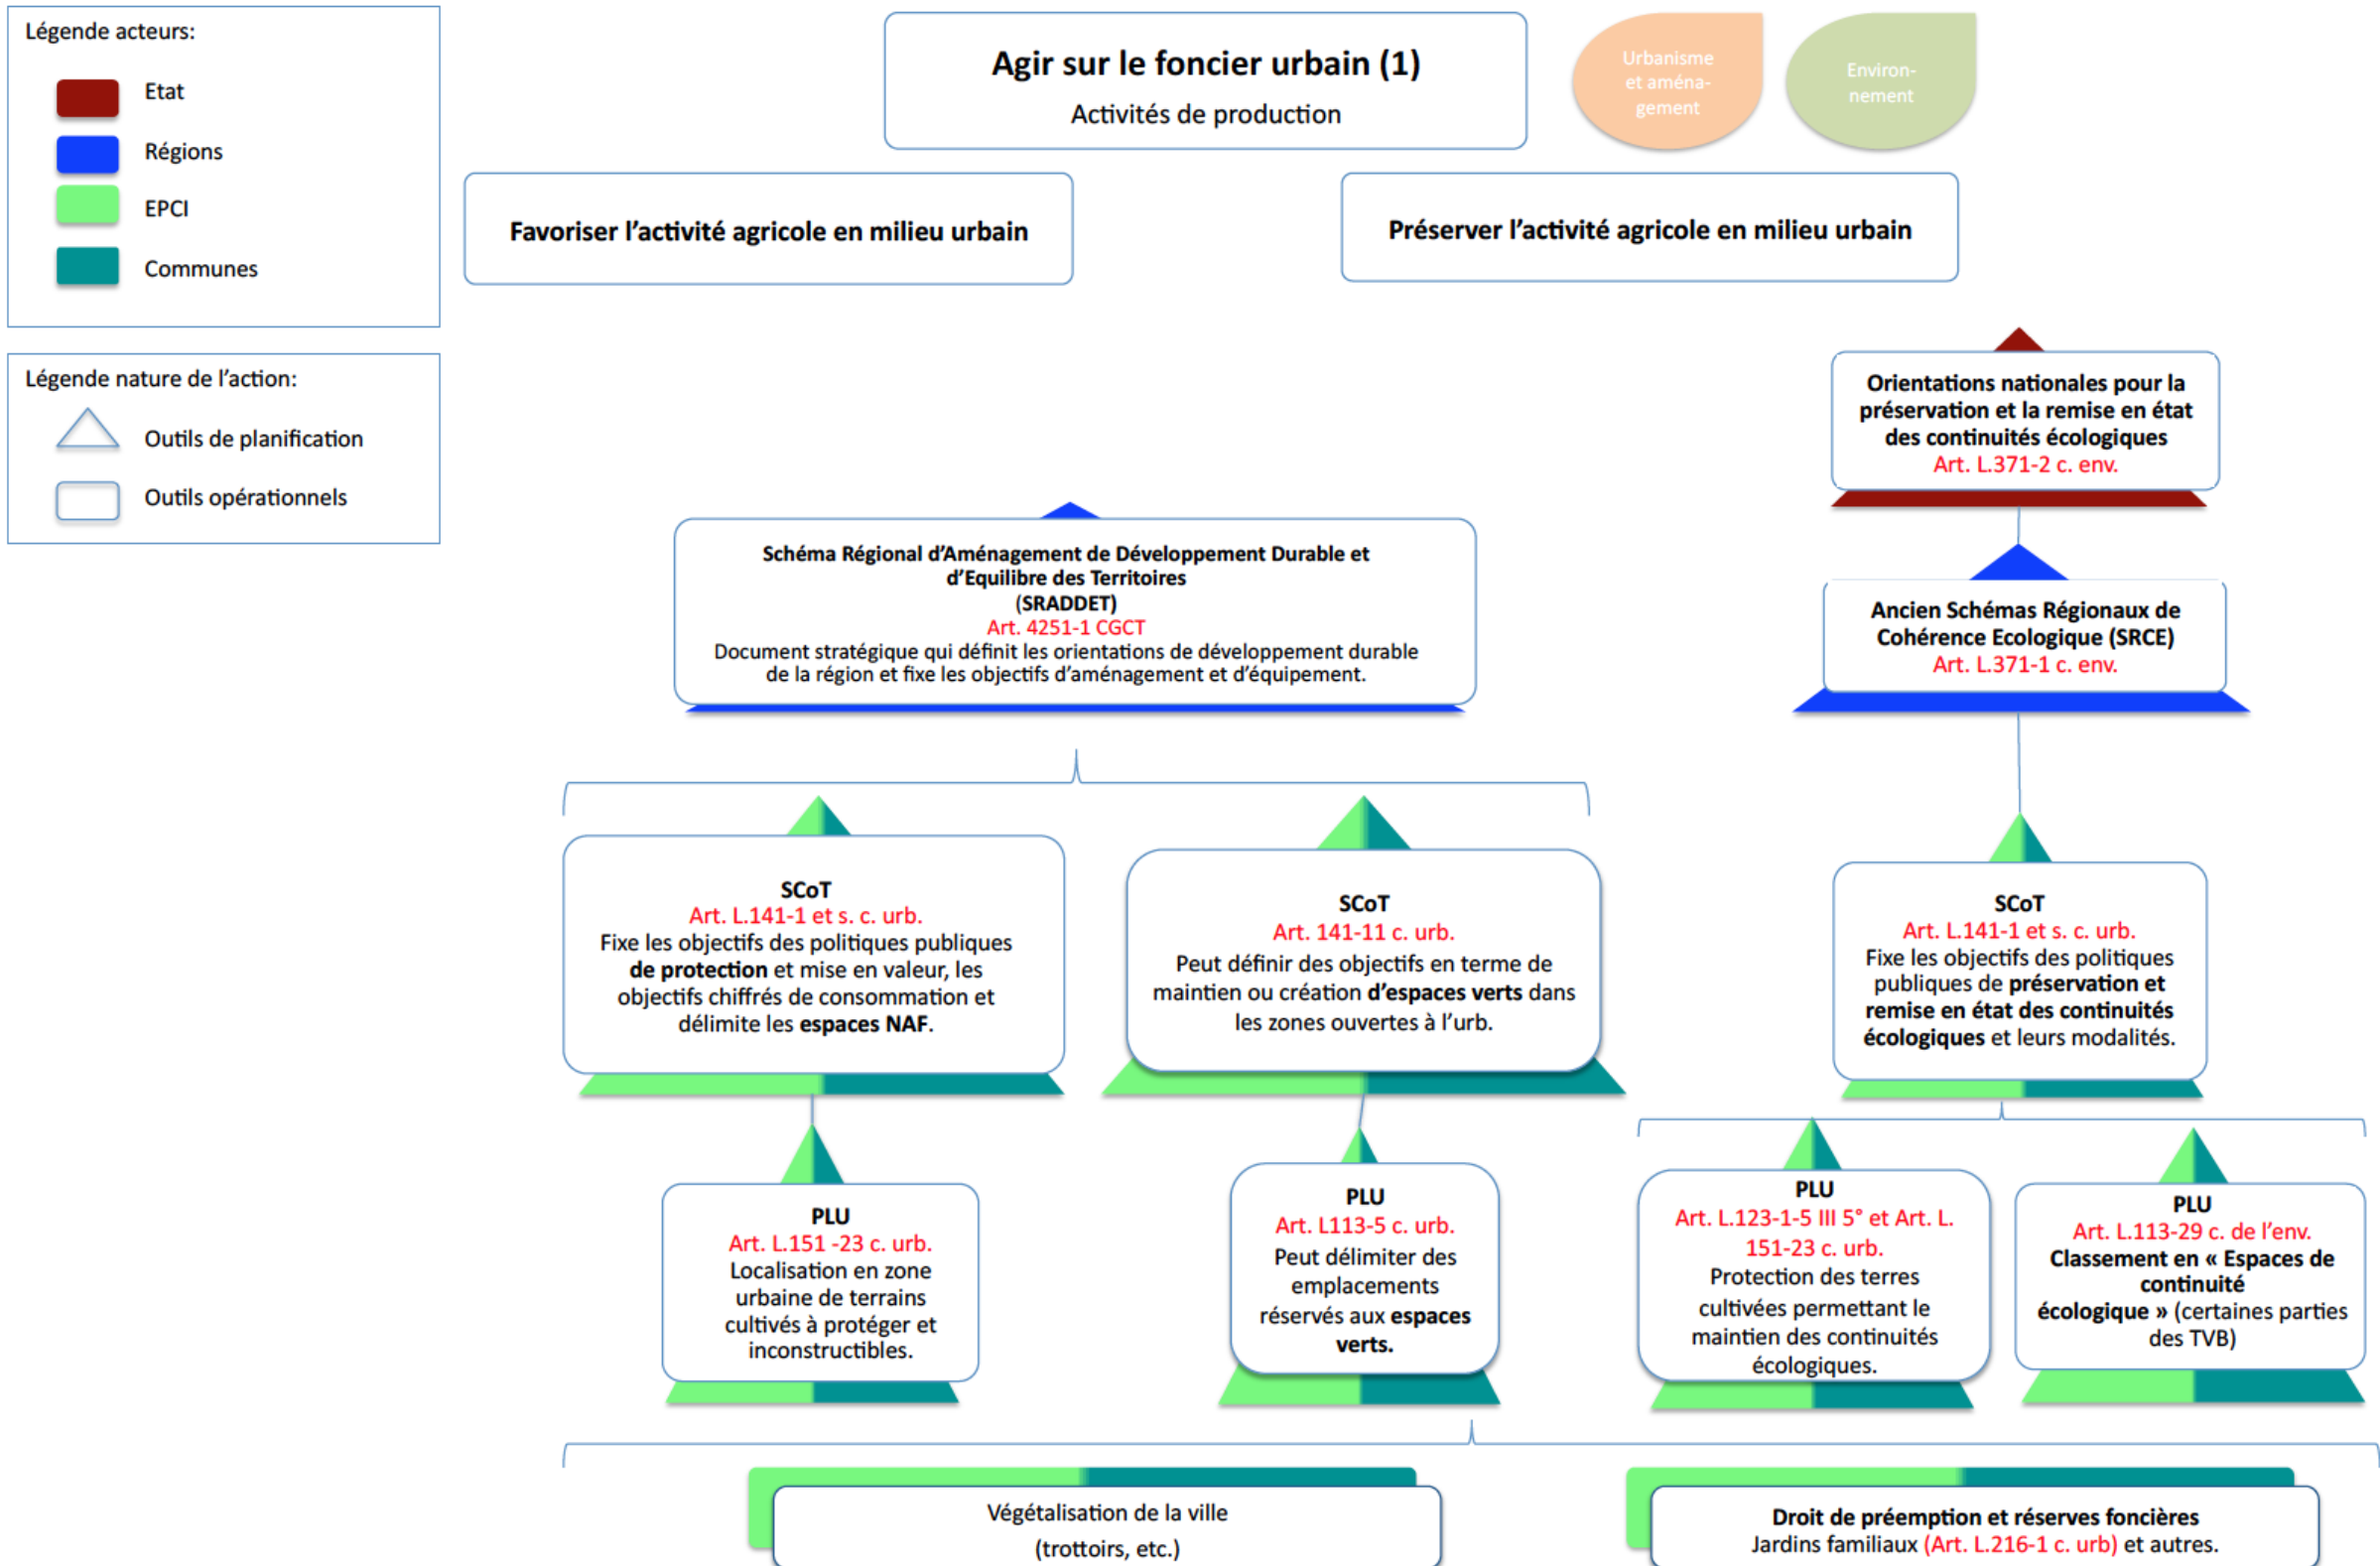 Légende acteurs:
Etat
Régions
EPCI
Communes
Légende nature de l'action:
Outils de planification
Outils opérationnels
Agir sur le foncier urbain (1)
Activités de production
Urbanisme
et aména-
gement
Environ-
nement
Favoriser l'activité agricole en milieu urbain
Préserver l'activité agricole en milieu urbain
Orientations nationales pour la
préservation et la remise en état
des continuités écologiques
Art. L.371-2 c. env.
Schéma Régional d'Aménagement de Développement Durable et
d'Equilibre des Territoires
(SRADDET)
Art. 4251-1 CGCT
Document stratégique qui définit les orientations de développement durable
de la région et fixe les objectifs d'aménagement et d'équipement.
Ancien Schémas Régionaux de
Cohérence Ecologique (SRCE)
Art. L.371-1 c. env.
SCoT
Art. L.141-1 et s. c. urb.
Fixe les objectifs des politiques publiques
de protection et mise en valeur, les
objectifs chiffrés de consommation et
délimite les espaces NAF.
SCoT
Art. 141-11 c. urb.
Peut définir des objectifs en terme de
maintien ou création d'espaces verts dans
les zones ouvertes à l'urb.
SCoT
Art. L.141-1 et s. c. urb.
Fixe les objectifs des politiques
publiques de préservation et
remise en état des continuités
écologiques et leurs modalités.
PLU
Art. L.151 -23 c. urb.
Localisation en zone
urbaine de terrains
cultivés à protéger et
inconstructibles.
PLU
Art. L113-5 c. urb.
Peut délimiter des
emplacements
réservés aux espaces
verts.
PLU
Art. L.123-1-5 III 5° et Art. L.
151-23 c. urb.
Protection des terres
cultivées permettant le
maintien des continuités
écologiques.
PLU
Art. L.113-29 c. de l'env.
Classement en « Espaces de
continuité
écologique » (certaines parties
des TVB)
Végétalisation de la ville
(trottoirs, etc.)
Droit de préemption et réserves foncières
Jardins familiaux (Art. L.216-1 c. urb) et autres.